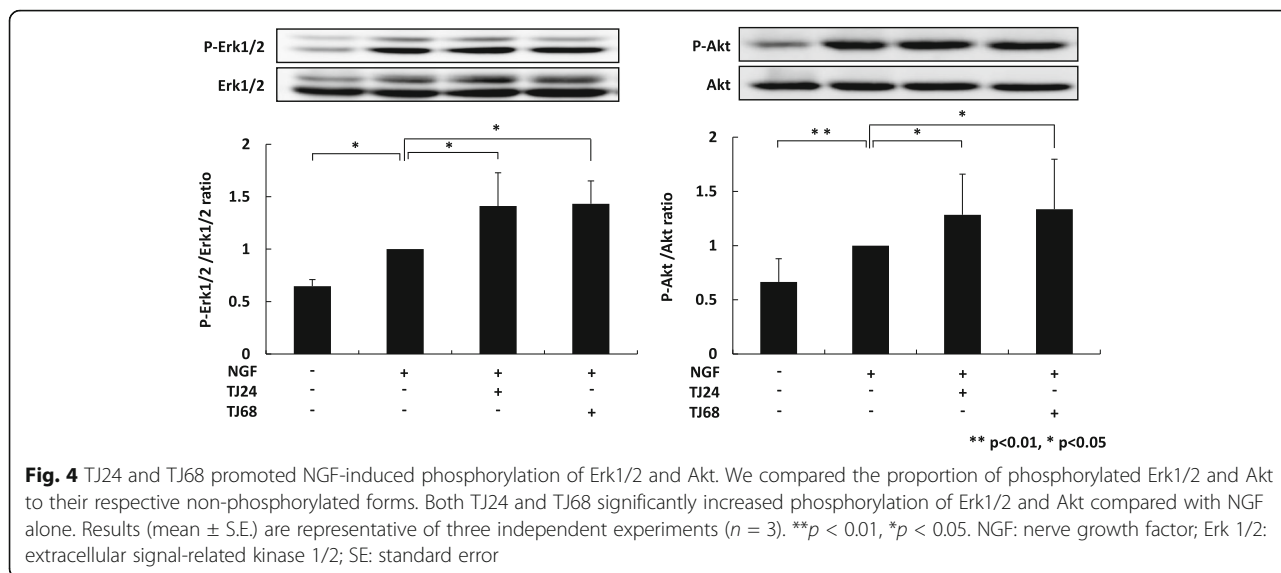 P-Erk1/2
Erk1/2
P-Erk1/2 /Erk1/2 ratio
2
1.5
1
0.5
0
* * *
NGF - + + +
TJ24 - - + -
TJ68 - - - +
P-Akt
Akt
P-Akt /Akt ratio
2
1.5
1
0.5
0
* * * *
NGF - + + +
TJ24 - - + -
TJ68 - - - +
** p<0.01, * p<0.05
Fig. 4 TJ24 and TJ68 promoted NGF-induced phosphorylation of Erk1/2 and Akt. We compared the proportion of phosphorylated Erk1/2 and Akt
to their respective non-phosphorylated forms. Both TJ24 and TJ68 significantly increased phosphorylation of Erk1/2 and Akt compared with NGF
alone. Results (mean ± S.E.) are representative of three independent experiments (n = 3). **p < 0.01, *p < 0.05. NGF: nerve growth factor; Erk 1/2:
extracellular signal-related kinase 1/2; SE: standard error